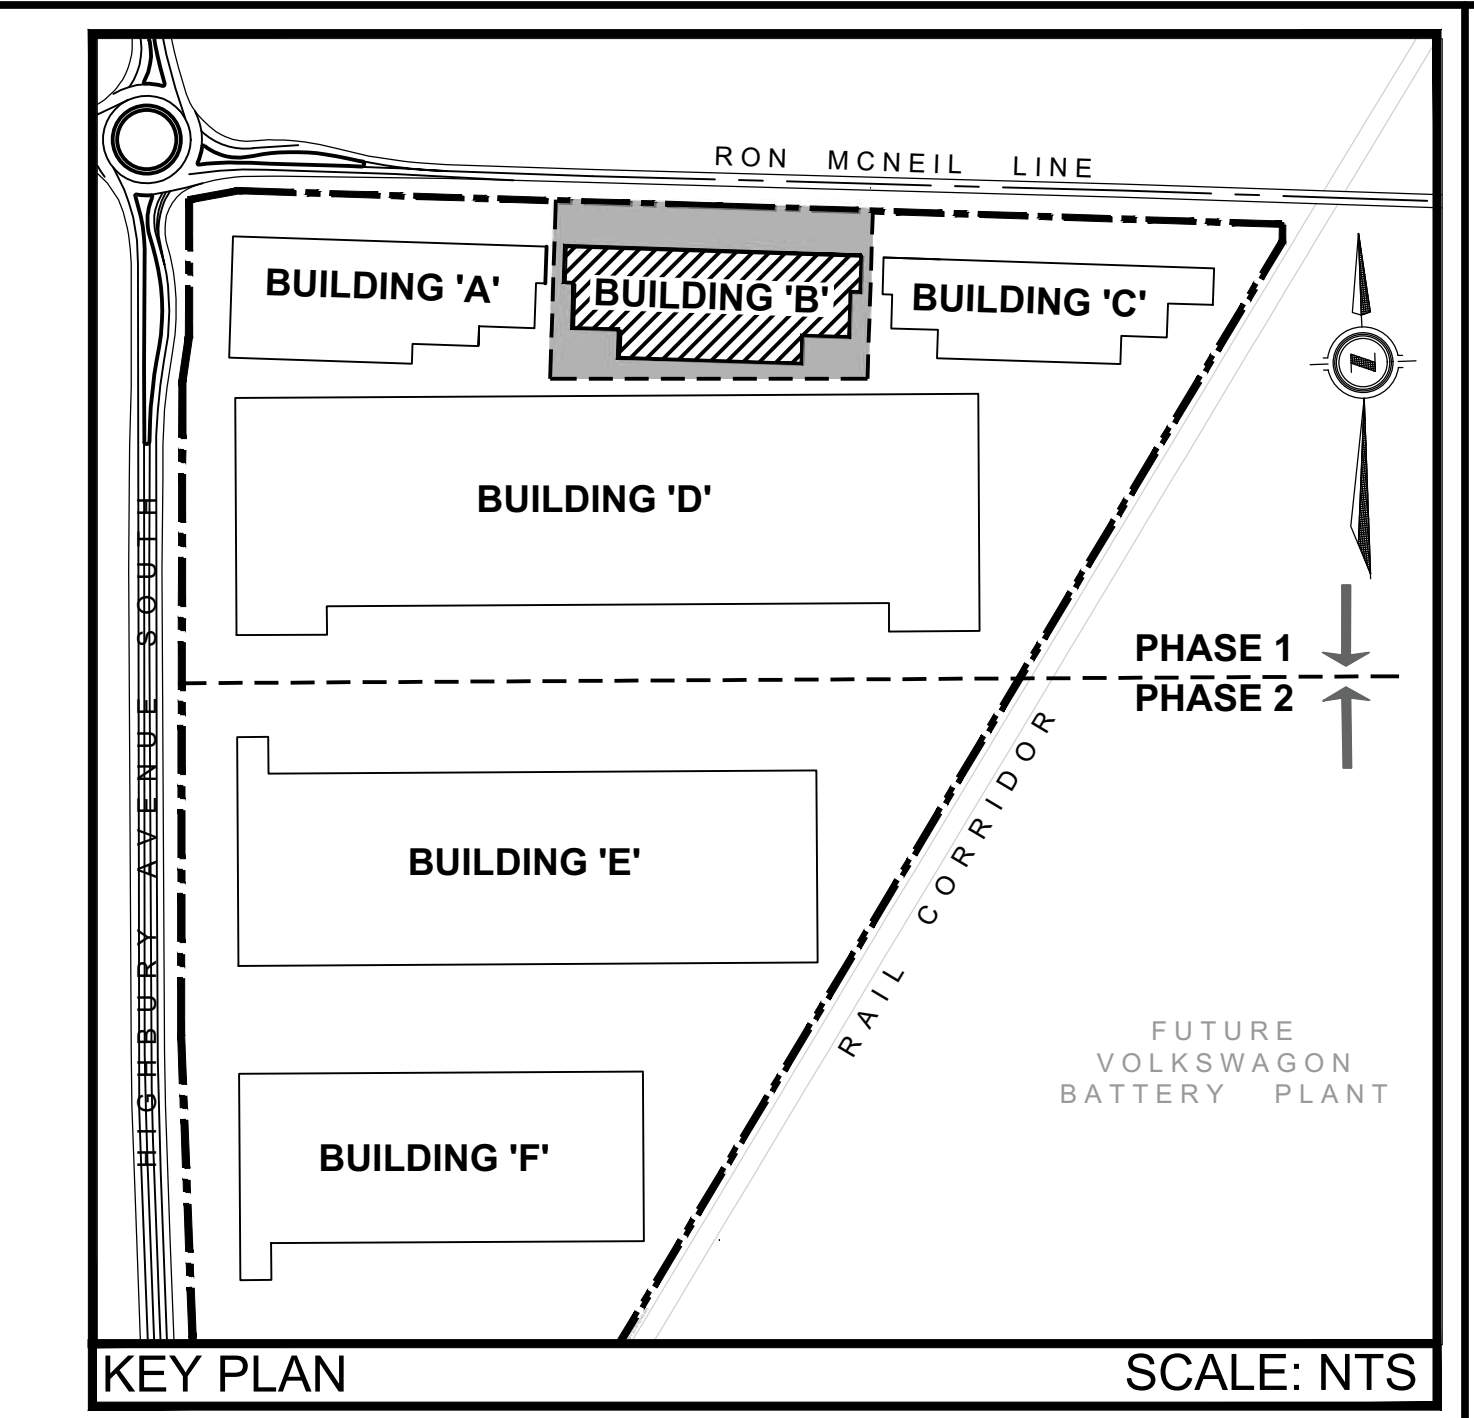 RON MCNEIL LINE
BUILDING 'A'
BUILDING 'B'
BUILDING 'C'
N
BUILDING 'D'
HIGHBURY AVENUE SOUTH
PHASE 1
PHASE 2
RAIL CORRIDOR
BUILDING 'E'
FUTURE
VOLKSWAGON
BATTERY PLANT
BUILDING 'F'
KEY PLAN
SCALE: NTS